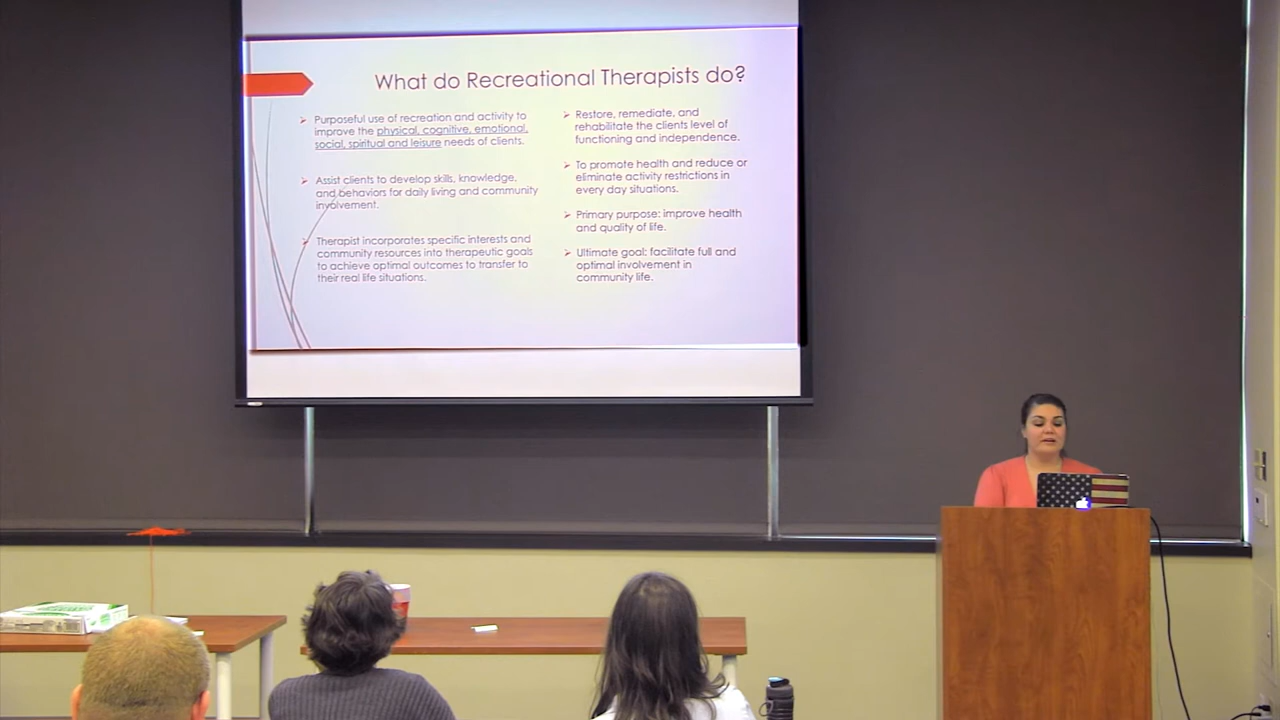 What do Recreational Therapists do?
Purposeful use of recreation and activity to
improve the physical, cognitive, emotional,
social, spiritual and leisure needs of clients.
Assist clients to develop skills, knowledge,
and behaviors for daily living and community
involvement.
Therapist incorporates specific interests and
community resources into therapeutic goals
to achieve optimal outcomes to transfer to
their real life situations.
Restore, remediate, and
rehabilitate the clients level of
functioning and independence.
To promote health and reduce or
eliminate activity restrictions in
every day situations.
Primary purpose: improve health
and quality of life.
Ultimate goal: facilitate full and
optimal involvement in
community life.